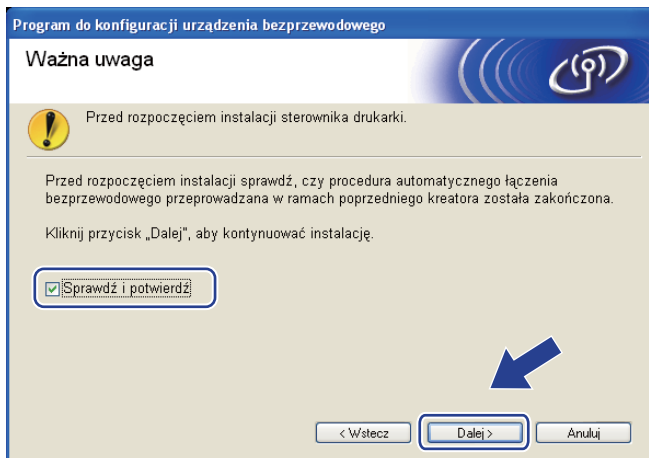 Program do konfiguracji urządzenia bezprzewodowego
Ważna uwaga
Przed rozpoczęciem instalacji sterownika drukarki.
Przed rozpoczęciem instalacji sprawdź, czy procedura automatycznego łączenia
bezprzewodowego przeprowadzana w ramach poprzedniego kreatora została zakończona.
Kliknij przycisk „Dalej”, aby kontynuować instalację.
Sprawdź i potwierdź
< Wstecz Dalej > Anuluj